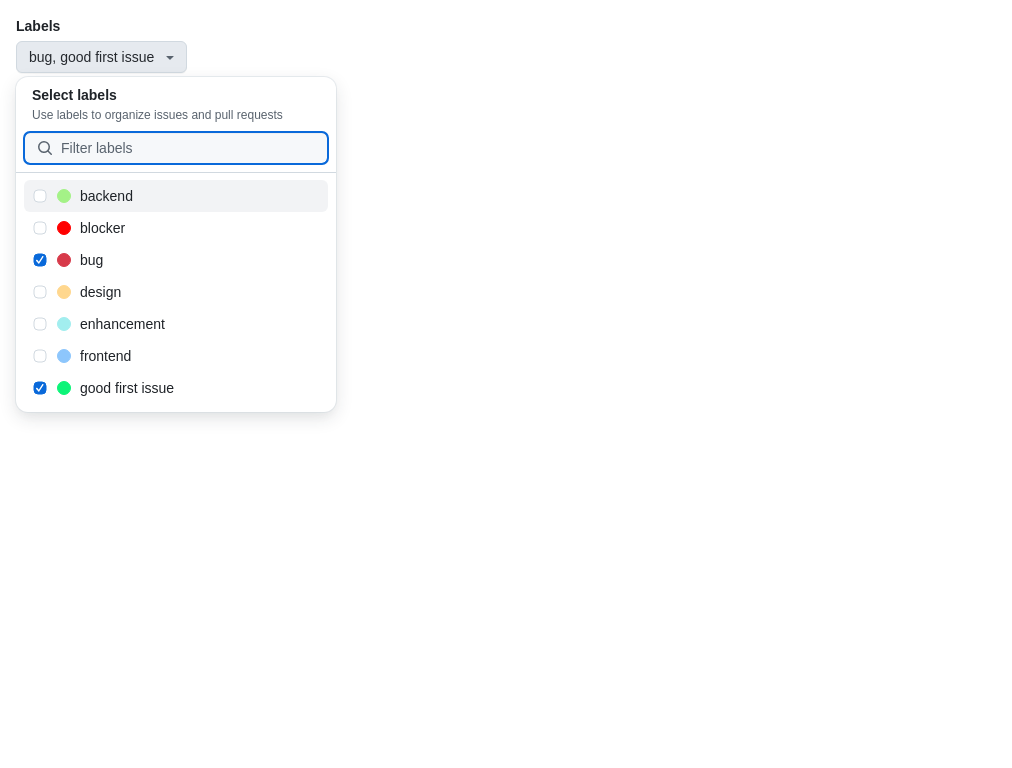 Labels
bug, good first issue
Select labels
Use labels to organize issues and pull requests
Filter labels
backend
blocker
bug
design
enhancement
frontend
good first issue